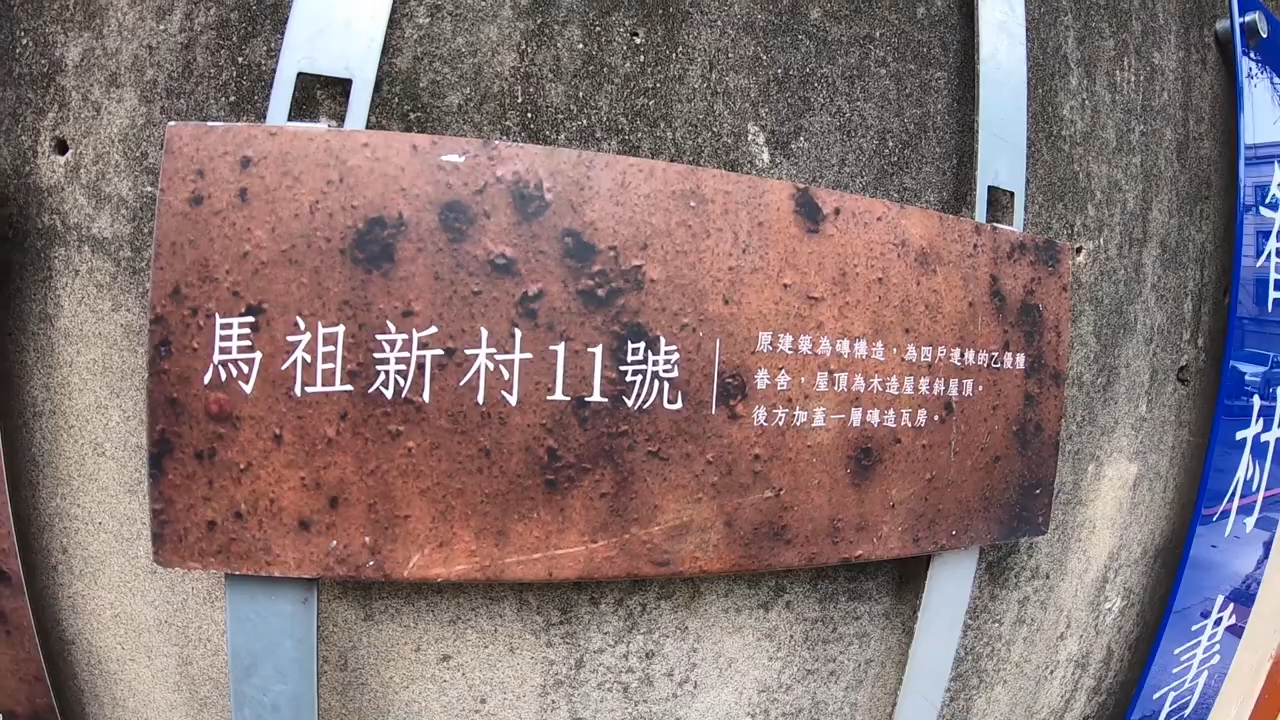 馬祖新村11號
原建築為磚構造，為四戶連棟的乙優種
眷舍，屋頂為木造屋架斜屋頂。
後方加蓋一層磚造瓦房。
眷
村
書